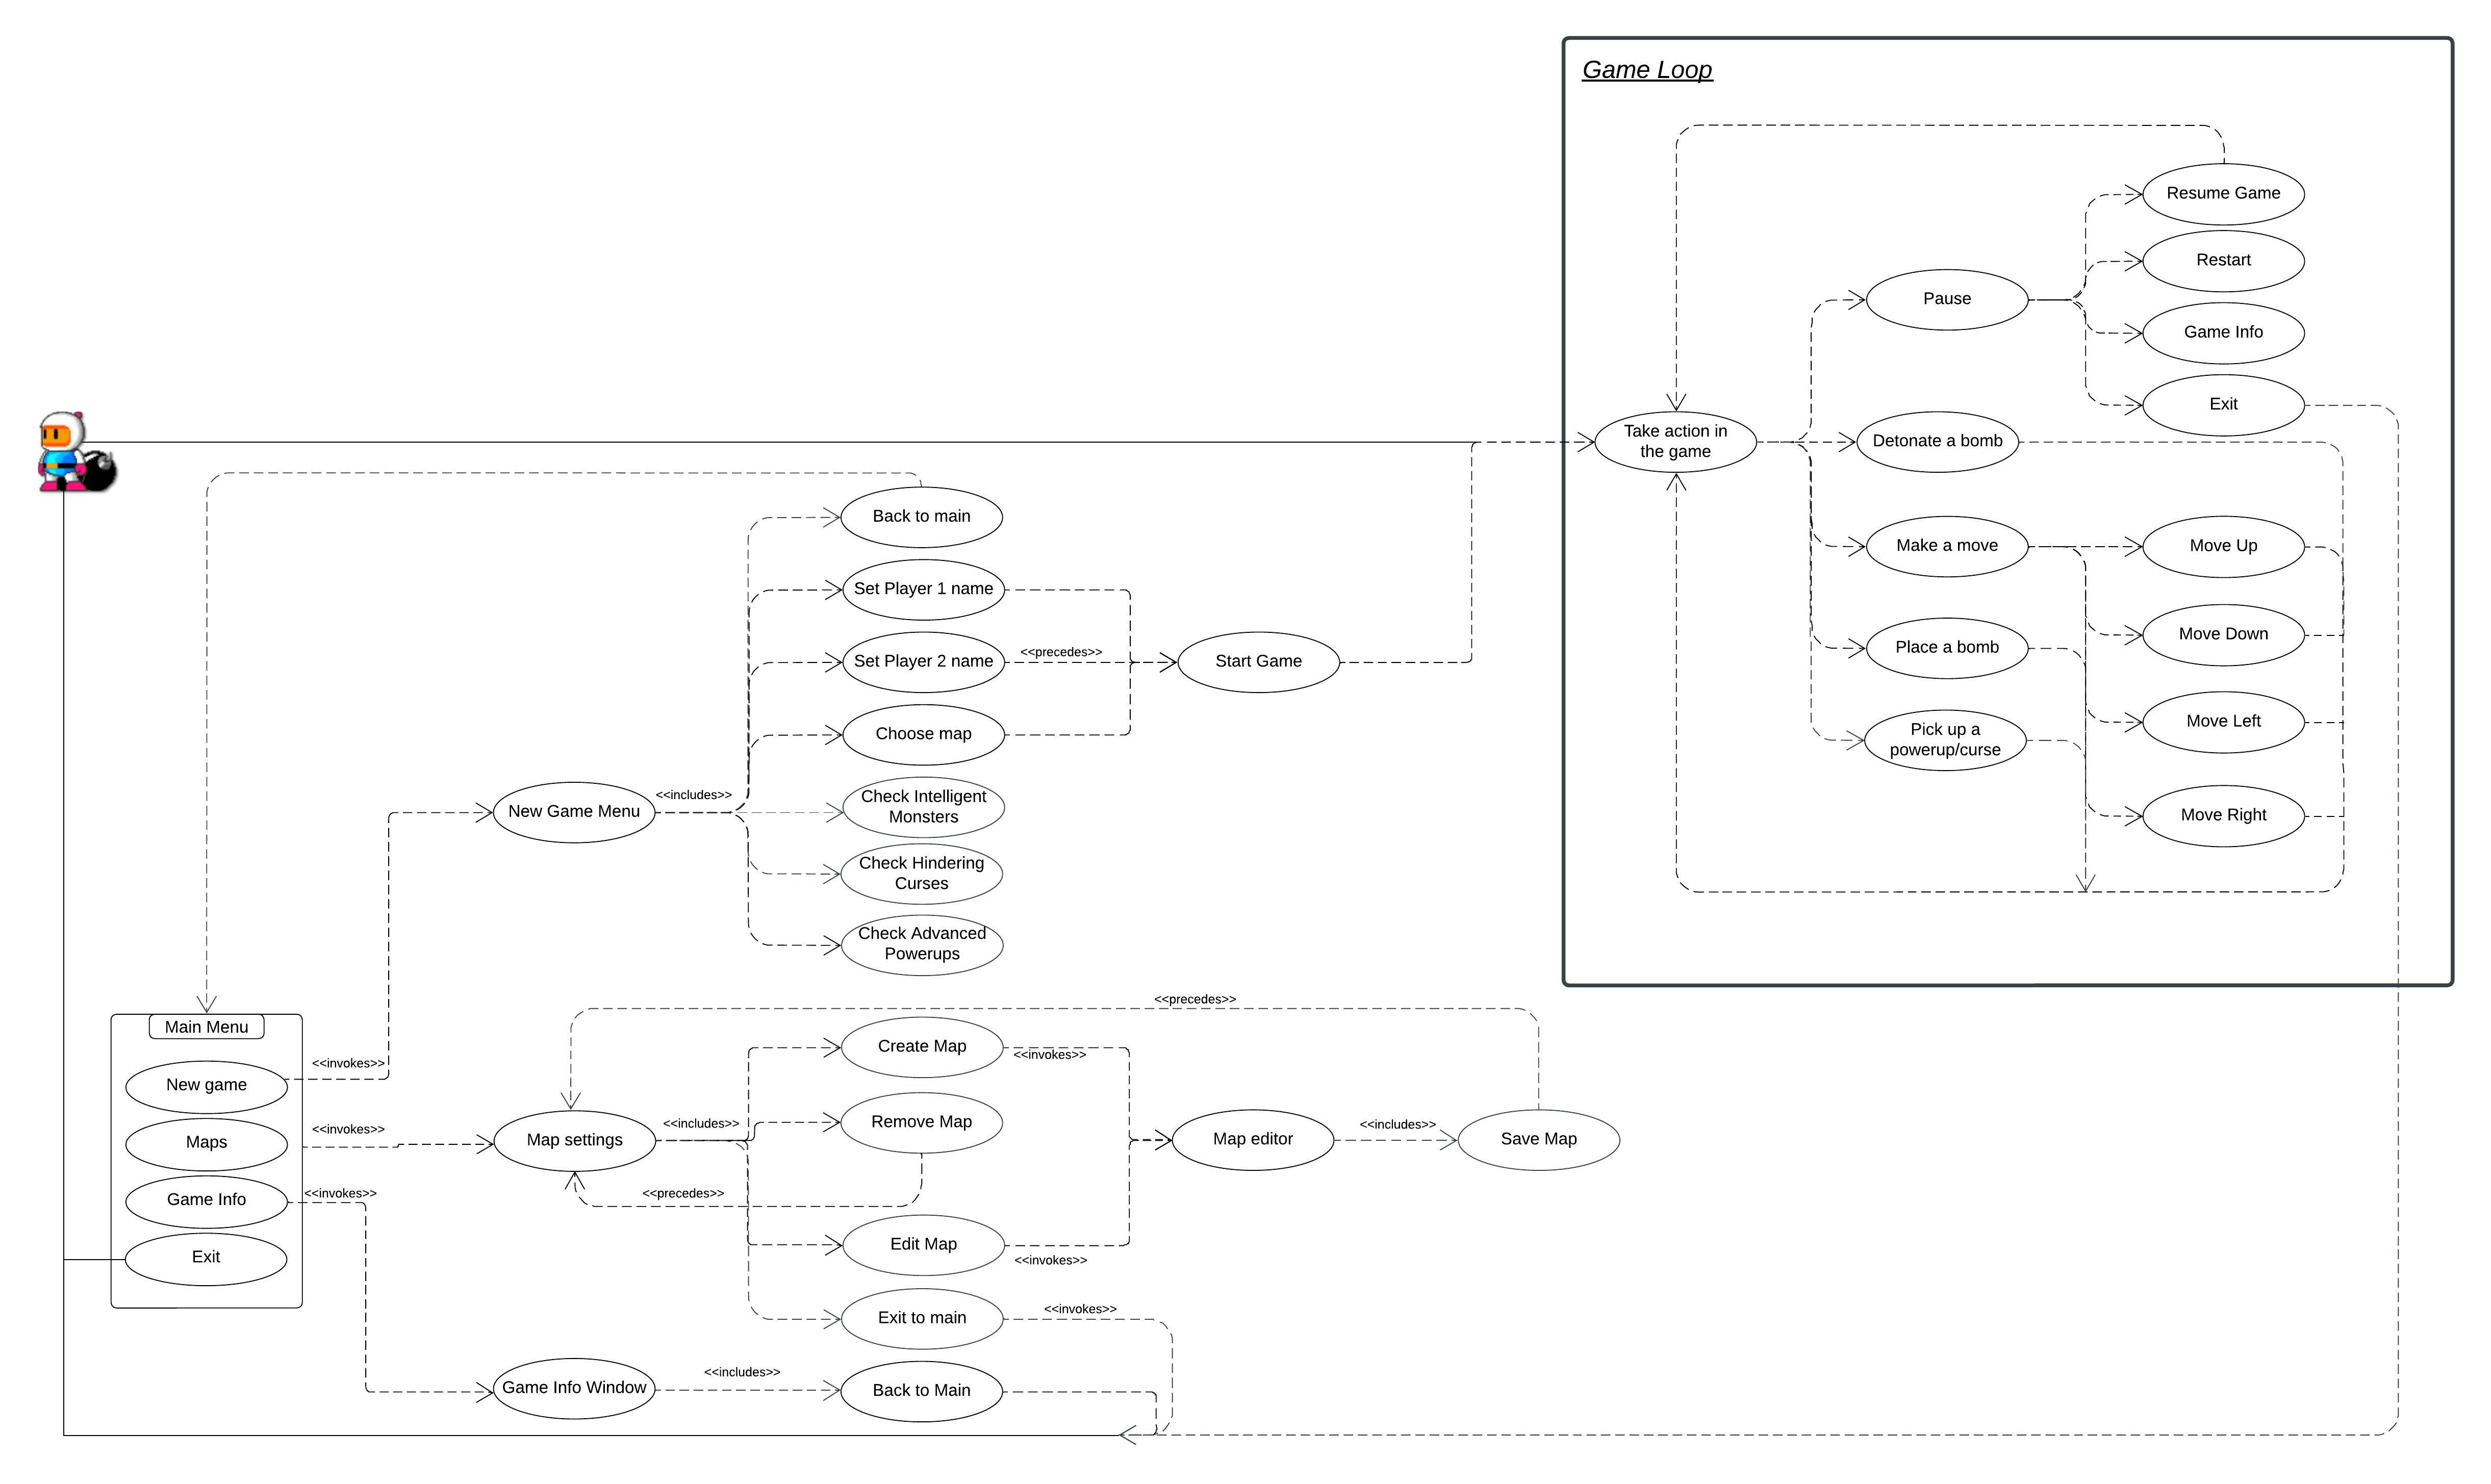 Game Loop
Resume Game
Restart
Pause
Game Info
Exit
Take action in
the game
Detonate a bomb
Make a move
Move Up
Place a bomb
Move Down
Pick up a
powerup/curse
Move Left
Move Right
Back to main
Set Player 1 name
Set Player 2 name
<<precedes>>
Start Game
Choose map
New Game Menu
<<includes>>
Check Intelligent
Monsters
Check Hindering
Curses
Check Advanced
Powerups
Main Menu
New game
<<invokes>>
Maps
<<invokes>>
Game Info
<<invokes>>
Exit
<<precedes>>
Create Map
<<invokes>>
Map settings
<<includes>>
Remove Map
<<precedes>>
Map editor
<<includes>>
Save Map
Edit Map
<<invokes>>
Exit to main
<<invokes>>
Game Info Window
<<includes>>
Back to Main